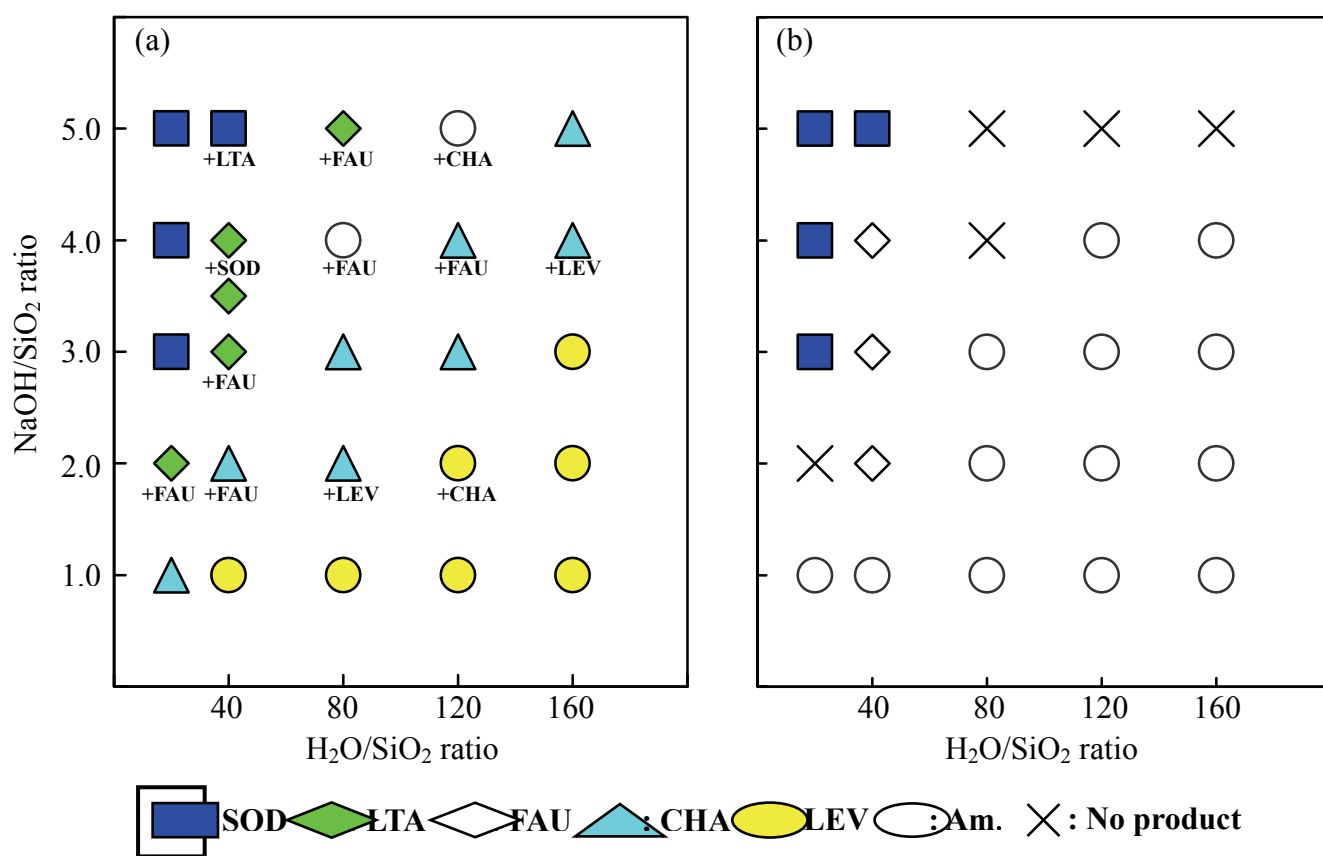 (a)
(b)
NaOH/SiO₂ ratio
5.0
+LTA
+FAU
+CHA
4.0
+SOD
+FAU
+FAU
+LEV
3.0
+FAU
2.0
+FAU
+FAU
+LEV
+CHA
1.0
40 80 120 160
40 80 120 160
H₂O/SiO₂ ratio
H₂O/SiO₂ ratio
SOD LTA FAU : CHA LEV : Am. : No product